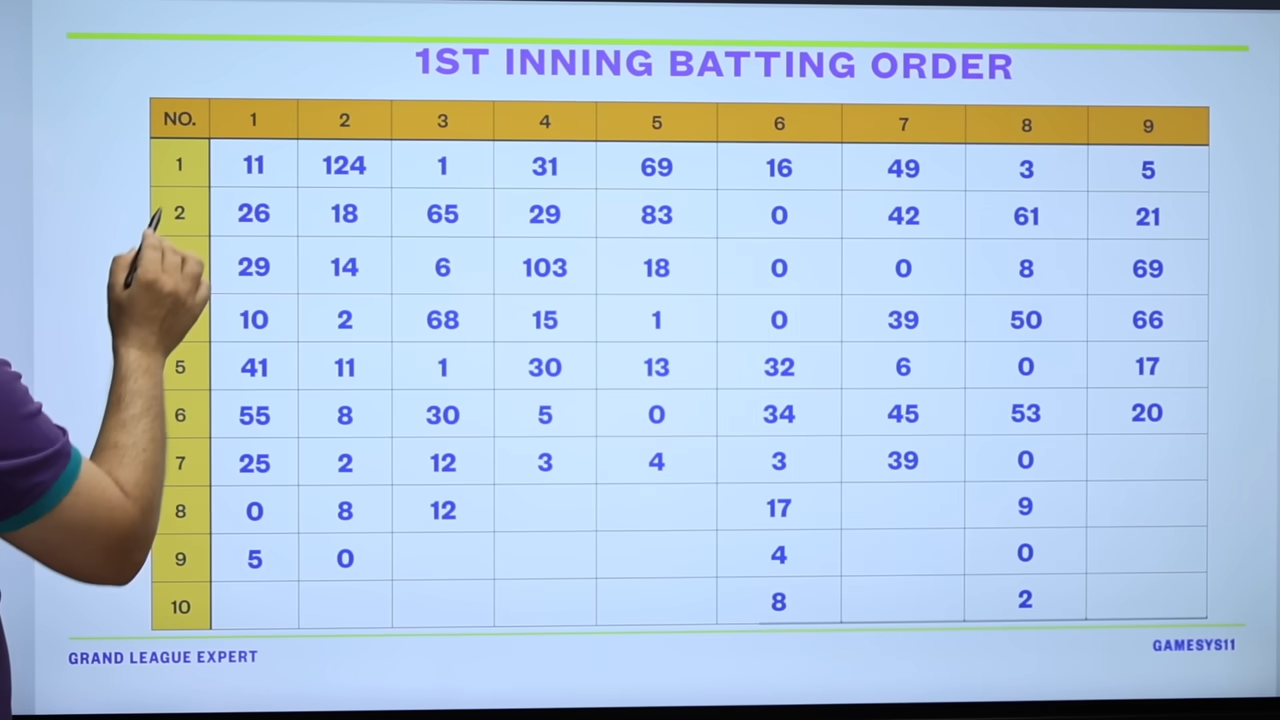 1ST INNING BATTING ORDER
NO. 1 2 3 4 5 6 7 8 9
1 11 124 1 31 69 16 49 3 5
2 26 18 65 29 83 0 42 61 21
29 14 6 103 18 0 0 8 69
10 2 68 15 1 0 39 50 66
5 41 11 1 30 13 32 6 0 17
6 55 8 30 5 0 34 45 53 20
7 25 2 12 3 4 3 39 0
8 0 8 12 17 9
9 5 0 4 0
10 8 2
GRAND LEAGUE EXPERT GAMESYS11